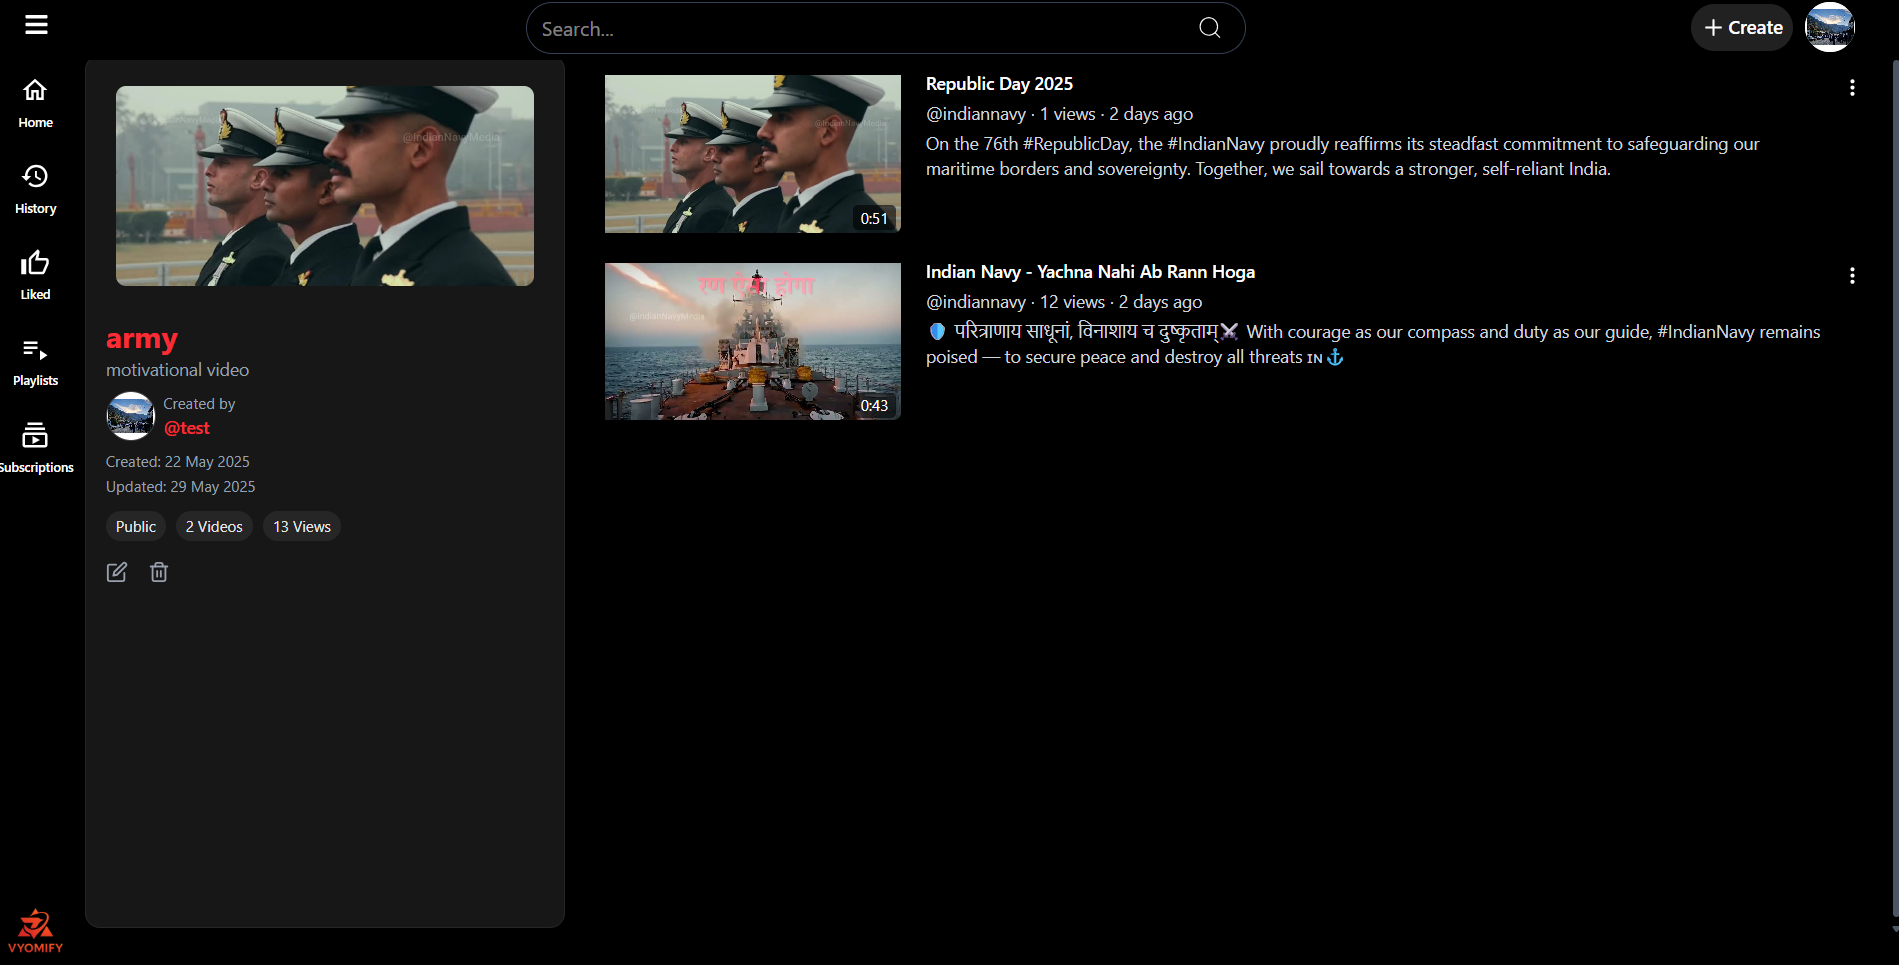 Search...
+ Create
Home
History
Liked
Playlists
Subscriptions
VYOMIFY
@IndianNavyMedia
army
motivational video
Created by
@test
Created: 22 May 2025
Updated: 29 May 2025
Public
2 Videos
13 Views
@IndianNavyMedia
0:51
Republic Day 2025
@indiannavy · 1 views · 2 days ago
On the 76th #RepublicDay, the #IndianNavy proudly reaffirms its steadfast commitment to safeguarding our
maritime borders and sovereignty. Together, we sail towards a stronger, self-reliant India.
रण ऐसा होगा
@IndianNavyMedia
0:43
Indian Navy - Yachna Nahi Ab Rann Hoga
@indiannavy · 12 views · 2 days ago
🛡 परित्राणाय साधूनां, विनाशाय च दुष्कृताम्⚔ With courage as our compass and duty as our guide, #IndianNavy remains
poised — to secure peace and destroy all threats ɪɴ ⚓